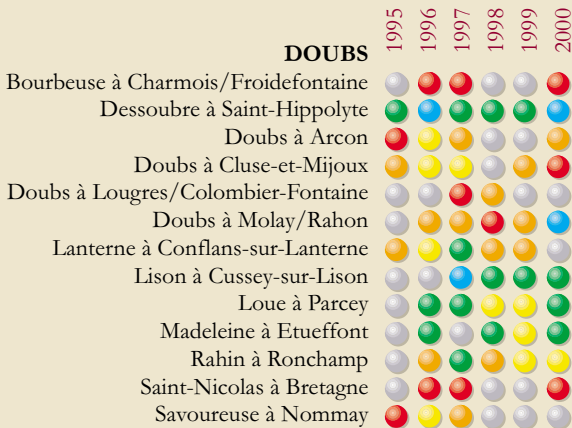 DOUBS 1995 1996 1997 1998 1999 2000
Bourbeuse à Charmois/Froidefontaine
Dessoubre à Saint-Hippolyte
Doubs à Arcon
Doubs à Cluse-et-Mijoux
Doubs à Lougres/Colombier-Fontaine
Doubs à Molay/Rahon
Lanterne à Conflans-sur-Lanterne
Lison à Cussey-sur-Lison
Loue à Parcey
Madeleine à Etueffont
Rahin à Ronchamp
Saint-Nicolas à Bretagne
Savoureuse à Nommay